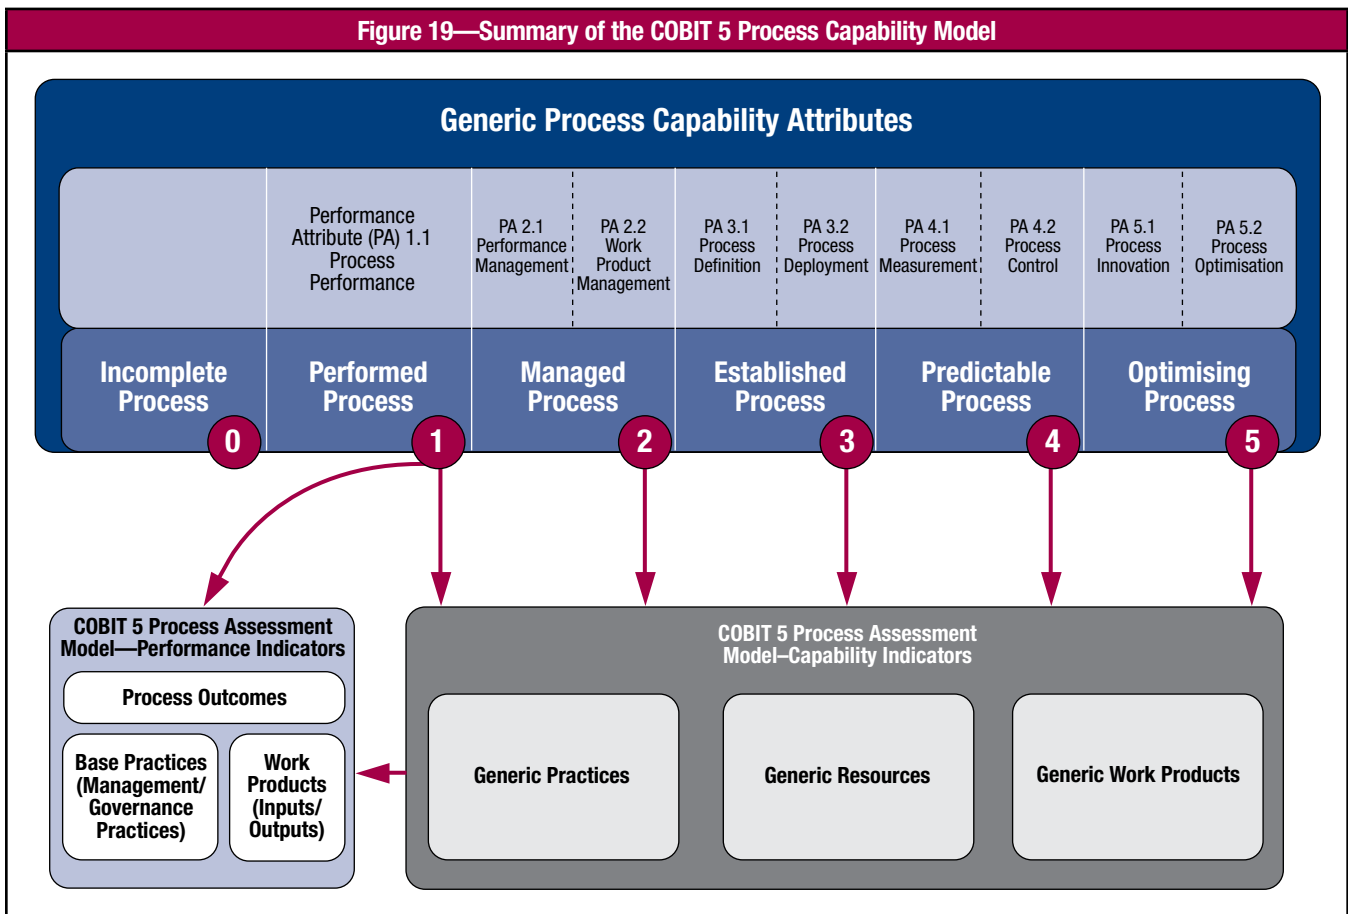 Figure 19—Summary of the COBIT 5 Process Capability Model
Generic Process Capability Attributes
Performance
Attribute (PA) 1.1
Process
Performance
PA 2.1
Performance
Management
PA 2.2
Work
Product
Management
PA 3.1
Process
Definition
PA 3.2
Process
Deployment
PA 4.1
Process
Measurement
PA 4.2
Process
Control
PA 5.1
Process
Innovation
PA 5.2
Process
Optimisation
Incomplete
Process
0
Performed
Process
1
Managed
Process
2
Established
Process
3
Predictable
Process
4
Optimising
Process
5
COBIT 5 Process Assessment
Model—Performance Indicators
Process Outcomes
Base Practices
(Management/
Governance
Practices)
Work
Products
(Inputs/
Outputs)
COBIT 5 Process Assessment
Model–Capability Indicators
Generic Practices
Generic Resources
Generic Work Products